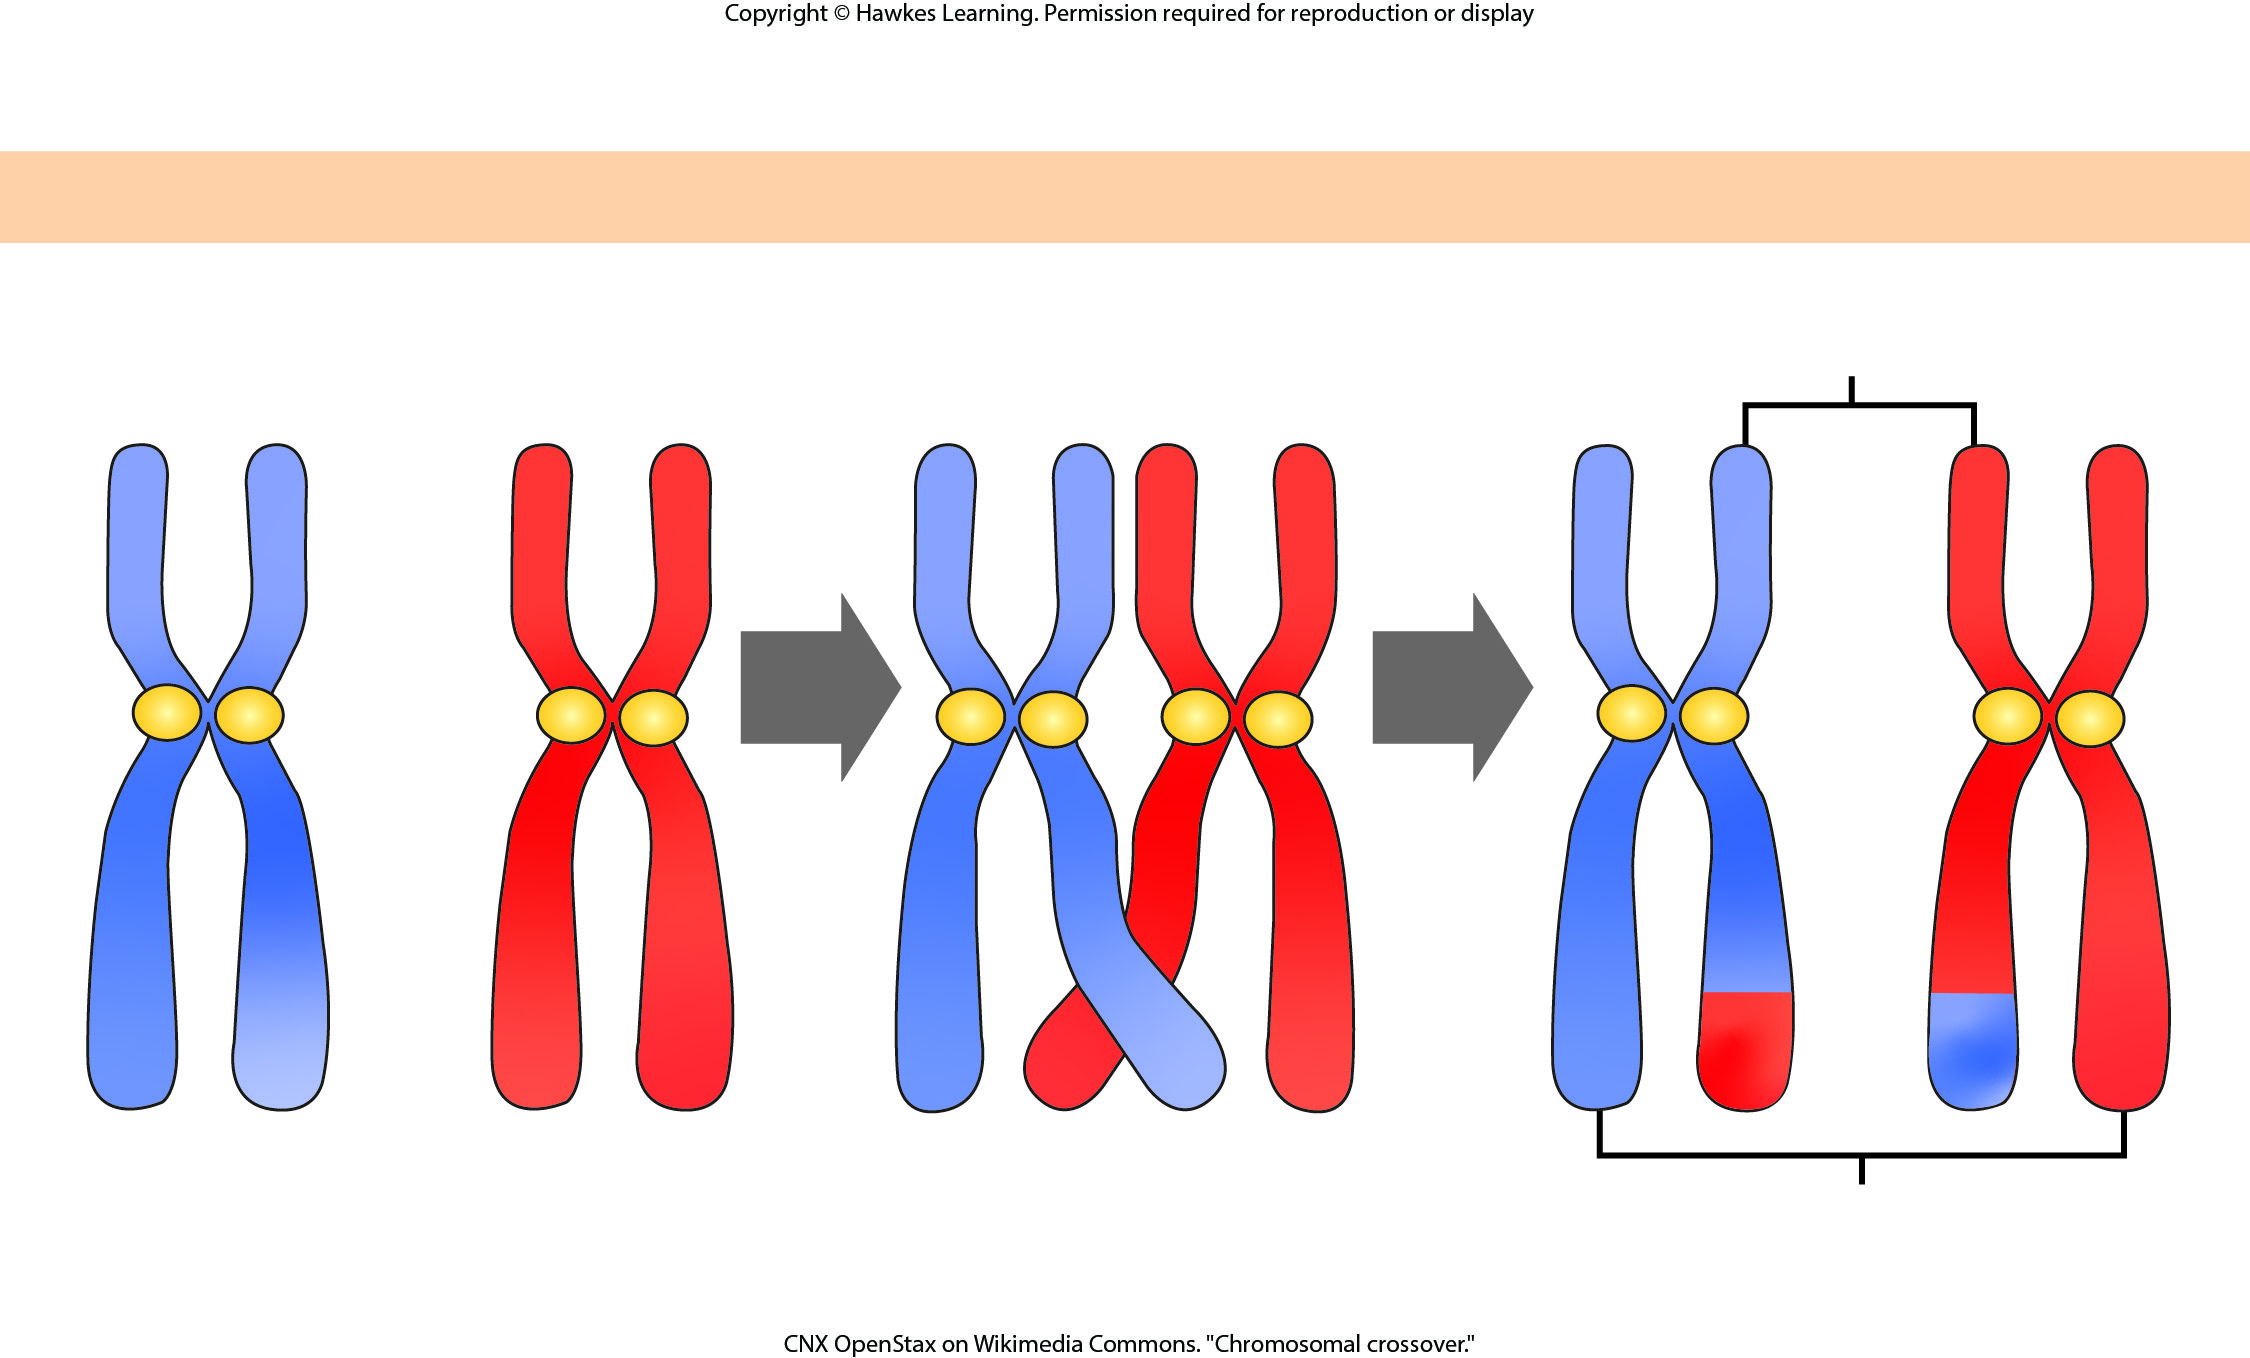 Copyright © Hawkes Learning. Permission required for reproduction or display
CNX OpenStax on Wikimedia Commons. "Chromosomal crossover."